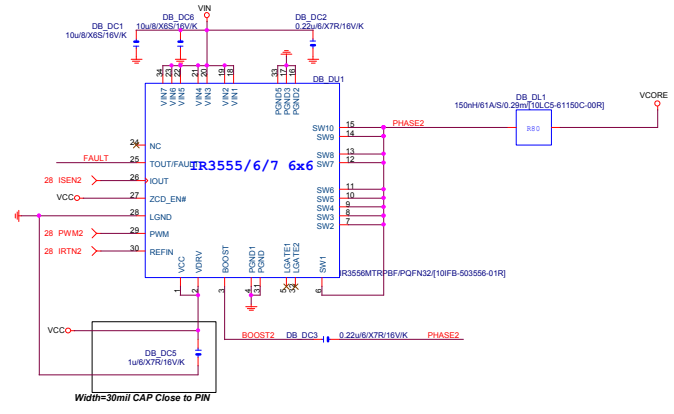 VIN
DB_DC1
10u/8/X6S/16V/K
DB_DC6
10u/8/X6S/16V/K
DB_DC2
0.22u/6/X7R/16V/K
DB_DU1
34
23
22
21
20
19
18
33
17
16
VIN7
VIN6
VIN5
VIN4
VIN3
VIN2
VIN1
PGND5
PGND3
PGND2
DB_DL1
150nH/61A/S/0.29m/[10LC5-61150C-00R]
VCORE
R80
PHASE2
SW10 15
SW9 14
SW8 13
SW7 12
SW6 11
SW5 10
SW4 9
SW3 8
SW2 7
24 NC
FAULT 25 TOUT/FAULT
IR3555/6/7 6x6
28 ISEN2 26 IOUT
VCC 27 ZCD_EN#
28 LGND
28 PWM2 29 PWM
28 IRTN2 30 REFIN
VCC
VDRV
BOOST
PGND1
PGND
LGATE1
LGATE2
SW1
1
2
3
4
31
5
32
6
IR3556MTRPBF/PQFN32/[10IFB-503556-01R]
VCC
DB_DC5
1u/6/X7R/16V/K
BOOST2 DB_DC3 0.22u/6/X7R/16V/K PHASE2
Width=30mil CAP Close to PIN